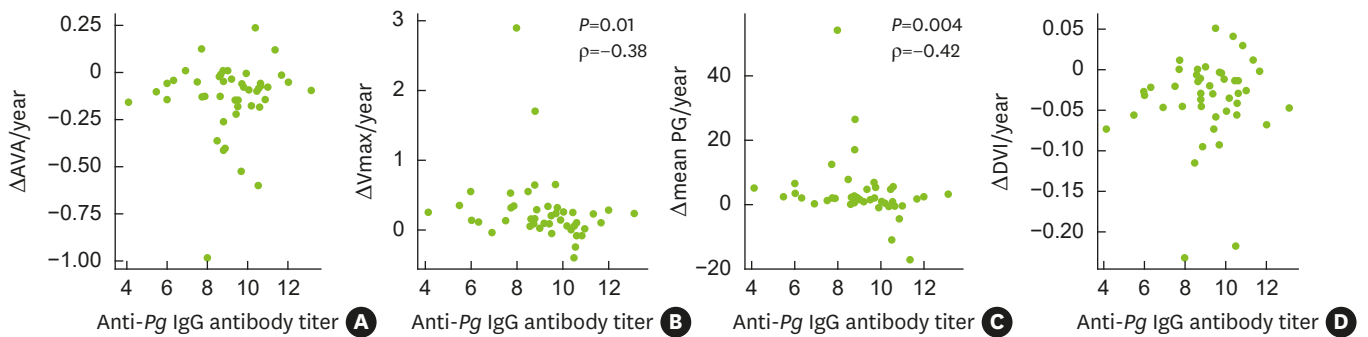 0.25
0
−0.25
−0.50
−0.75
−1.00
ΔAVA/year
4 6 8 10 12
Anti-Pg IgG antibody titer A
3
2
1
0
ΔVmax/year
P=0.01
ρ=−0.38
4 6 8 10 12
Anti-Pg IgG antibody titer B
40
20
0
−20
Δmean PG/year
P=0.004
ρ=−0.42
4 6 8 10 12
Anti-Pg IgG antibody titer C
0.05
0
−0.05
−0.10
−0.15
−0.20
ΔDVI/year
4 6 8 10 12
Anti-Pg IgG antibody titer D